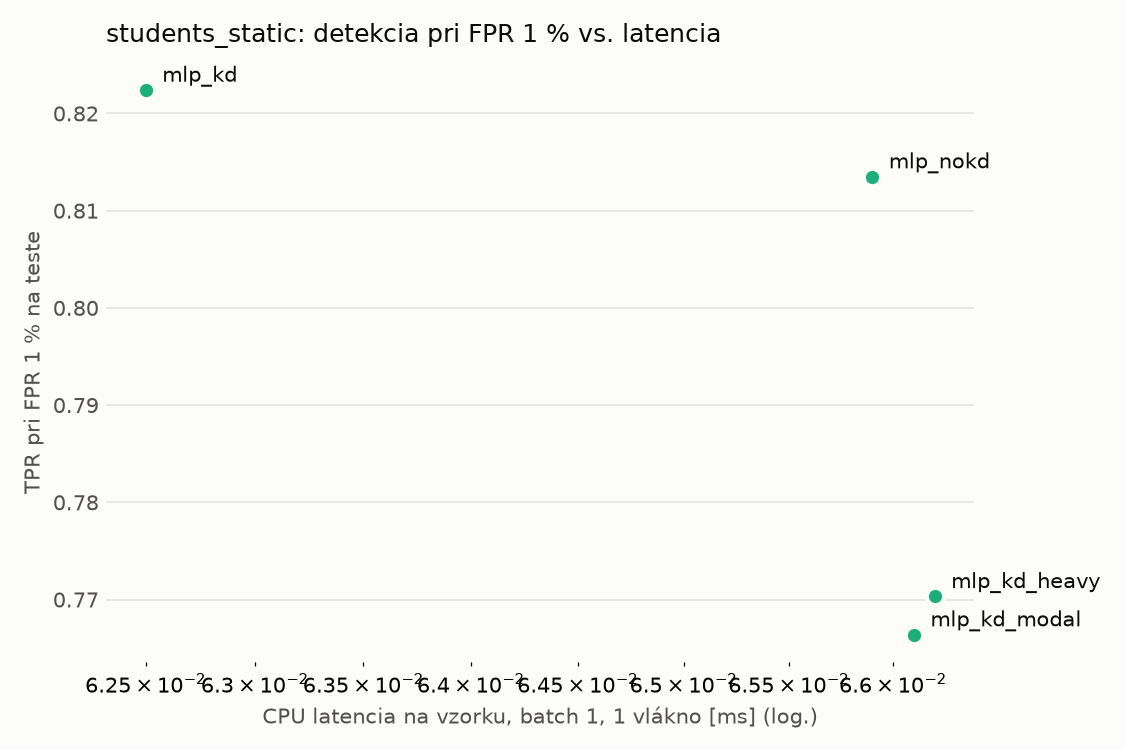 students_static: detekcia pri FPR 1 % vs. latencia
mlp_kd
0.82
mlp_nokd
0.81
0.80
0.79
0.78
mlp_kd_heavy
0.77
mlp_kd_modal
TPR pri FPR 1 % na teste
6.25 × 10⁻² 6.3 × 10⁻² 6.35 × 10⁻² 6.4 × 10⁻² 6.45 × 10⁻² 6.5 × 10⁻² 6.55 × 10⁻² 6.6 × 10⁻²
CPU latencia na vzorku, batch 1, 1 vlákno [ms] (log.)